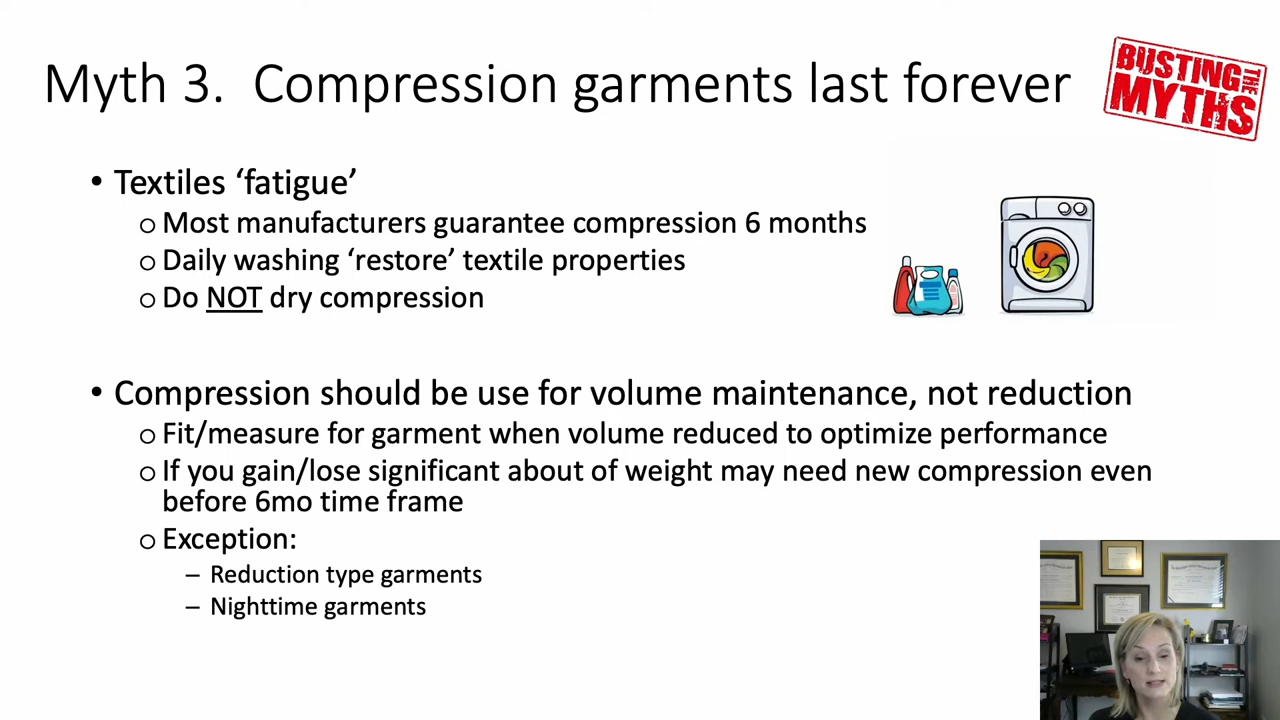 Myth 3. Compression garments last forever
BUSTING
THE
MYTHS
• Textiles ‘fatigue’
o Most manufacturers guarantee compression 6 months
o Daily washing ‘restore’ textile properties
o Do NOT dry compression
• Compression should be use for volume maintenance, not reduction
o Fit/measure for garment when volume reduced to optimize performance
o If you gain/lose significant about of weight may need new compression even
before 6mo time frame
o Exception:
– Reduction type garments
– Nighttime garments